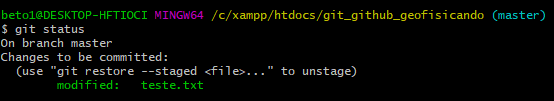 beto1@DESKTOP-HFTIOCI MINGW64 /c/xampp/htdocs/git_github_geofisicando (master)
$ git status
On branch master
Changes to be committed:
  (use "git restore --staged <file>..." to unstage)
        modified:   teste.txt